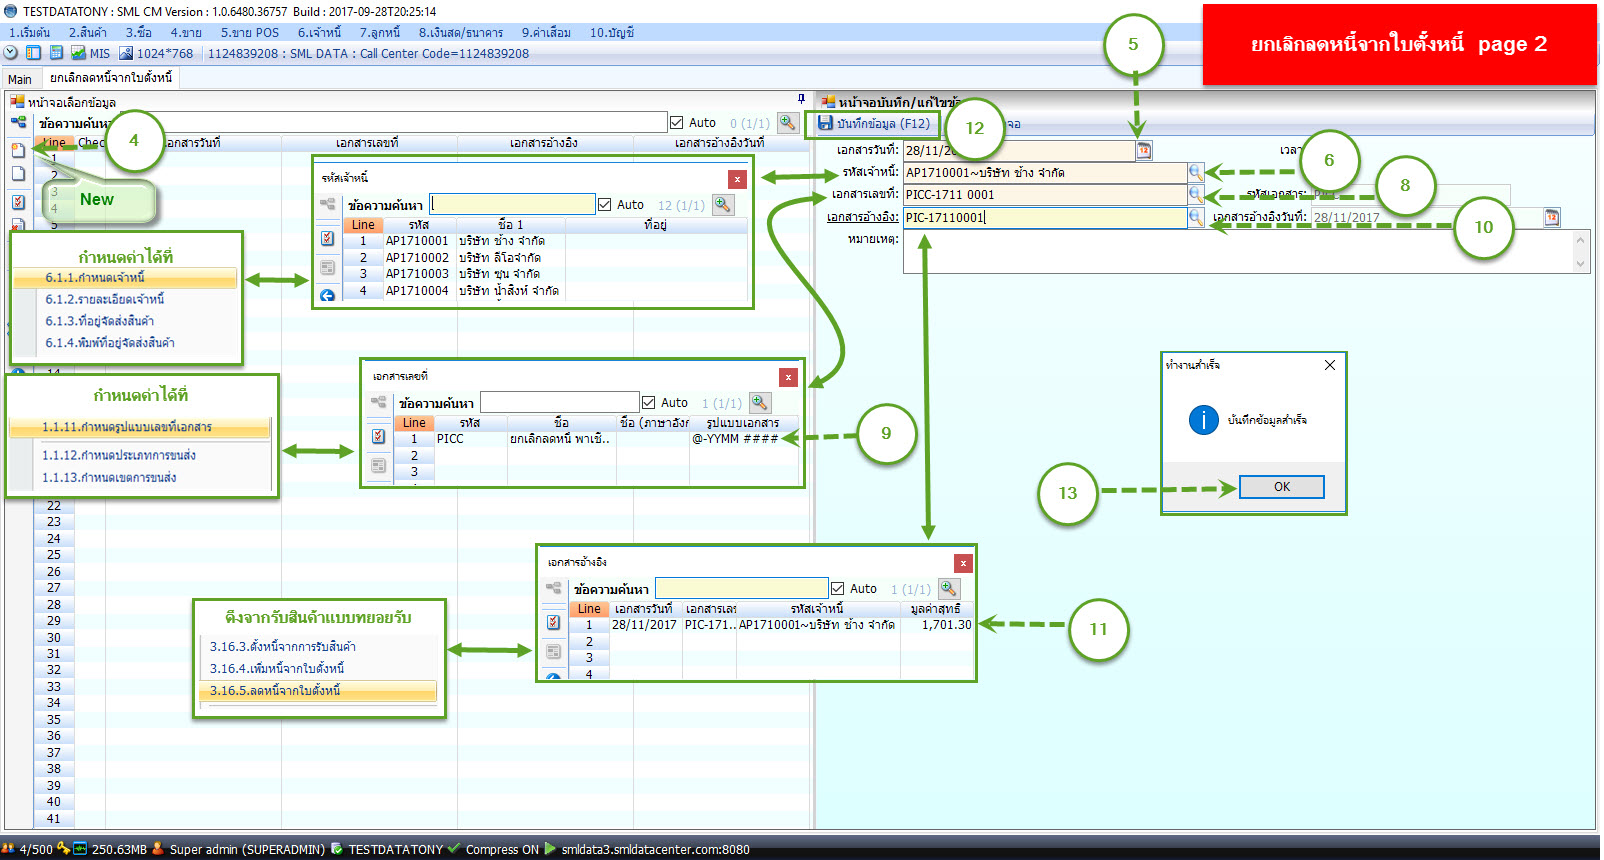 TESTDATATONY : SML CM Version : 1.0.6480.36757  Build : 2017-09-28T20:25:14
1.เริ่มต้น 2.สินค้า 3.ซื้อ 4.ขาย 5.ขาย POS 6.เจ้าหนี้ 7.ลูกหนี้ 8.เงินสด/ธนาคาร 9.ค่าเสื่อม 10.บัญชี
MIS 1024*768 1124839208 : SML DATA : Call Center Code=1124839208
Main ยกเลิกลดหนี้จากใบตั้งหนี้
ยกเลิกลดหนี้จากใบตั้งหนี้ page 2
5
หน้าจอเลือกข้อมูล
ข้อความค้นหา Auto 0 (1/1)
Line เอกสารวันที่ เอกสารเลขที่ เอกสารอ้างอิง เอกสารอ้างอิงวันที่
4
1
2
3
4
New
หน้าจอบันทึก/แก้ไขข้อ
บันทึกข้อมูล (F12)
12
เอกสารวันที่: 28/11/20
6
รหัสเจ้าหนี้: AP1710001~บริษัท ช้าง จำกัด
8
เอกสารเลขที่: PICC-1711 0001 รหัสเอกสาร:
10
เอกสารอ้างอิง: PIC-17110001 เอกสารอ้างอิงวันที่: 28/11/2017
หมายเหตุ:
รหัสเจ้าหนี้
ข้อความค้นหา Auto 12 (1/1)
Line รหัส ชื่อ 1 ที่อยู่
1 AP1710001 บริษัท ช้าง จำกัด
2 AP1710002 บริษัท ลีโอจำกัด
3 AP1710003 บริษัท ซุน จำกัด
4 AP1710004 บริษัท น้ำสิงห์ จำกัด
กำหนดค่าได้ที่
6.1.1.กำหนดเจ้าหนี้
6.1.2.รายละเอียดเจ้าหนี้
6.1.3.ที่อยู่จัดส่งสินค้า
6.1.4.พิมพ์ที่อยู่จัดส่งสินค้า
กำหนดค่าได้ที่
1.1.11.กำหนดรูปแบบเลขที่เอกสาร
1.1.12.กำหนดประเภทการขนส่ง
1.1.13.กำหนดเขตการขนส่ง
เอกสารเลขที่
ข้อความค้นหา Auto 1 (1/1)
Line รหัส ชื่อ ชื่อ (ภาษาอังก รูปแบบเอกสาร
1 PICC ยกเลิกลดหนี้ พาเชี.. @-YYMM ####
2
3
9
ทำงานสำเร็จ
บันทึกข้อมูลสำเร็จ
OK
13
เอกสารอ้างอิง
ข้อความค้นหา Auto 1 (1/1)
Line เอกสารวันที่ เอกสารเลข รหัสเจ้าหนี้ มูลค่าสุทธิ
1 28/11/2017 PIC-171.. AP1710001~บริษัท ช้าง จำกัด 1,701.30
2
3
4
11
ดึงจากรับสินค้าแบบทยอยรับ
3.16.3.ตั้งหนี้จากการรับสินค้า
3.16.4.เพิ่มหนี้จากใบตั้งหนี้
3.16.5.ลดหนี้จากใบตั้งหนี้
22
23
24
25
26
27
28
29
30
31
32
33
34
35
36
37
38
39
40
41
4/500 250.63MB Super admin (SUPERADMIN) TESTDATATONY Compress ON smldata3.smldatacenter.com:8080